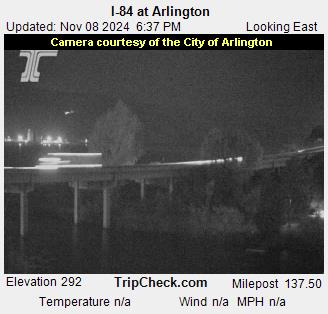 I-84 at Arlington
Updated: Nov 08 2024 6:37 PM Looking East
Camera courtesy of the City of Arlington
Elevation 292 TripCheck.com Milepost 137.50
Temperature n/a Wind n/a MPH n/a